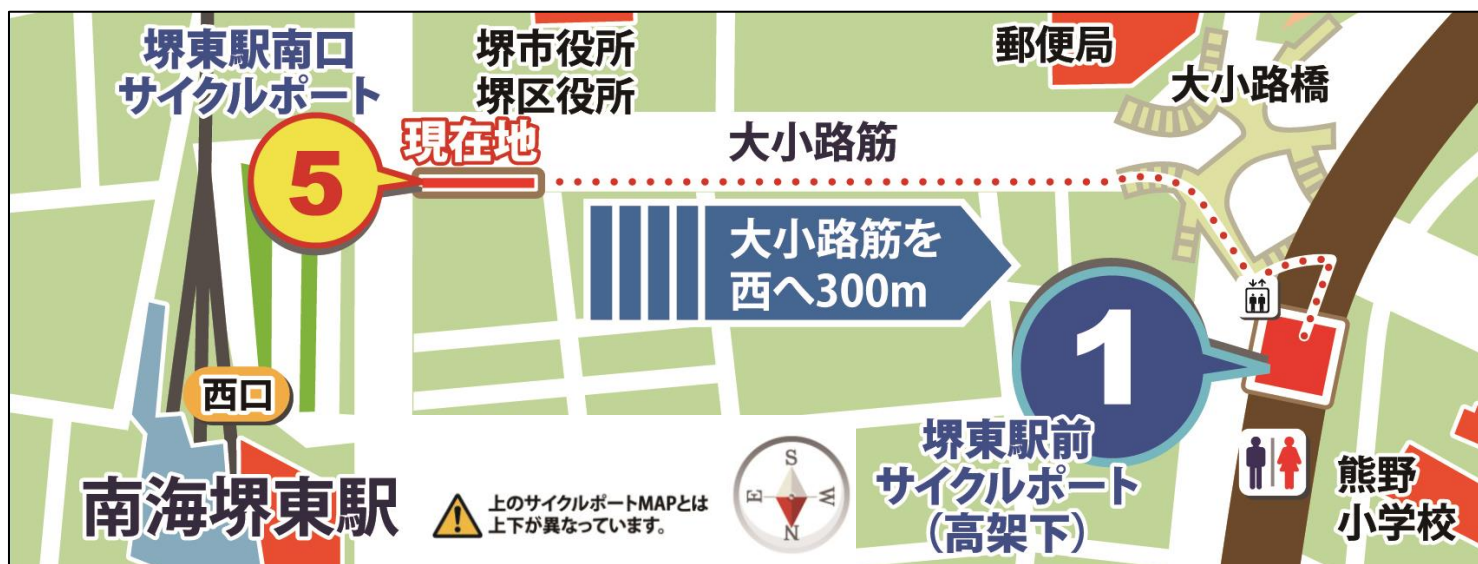 堺東駅南口
サイクルポート
5
現在地
堺市役所
堺区役所
郵便局
大小路橋
大小路筋
大小路筋を
西へ300m
1
堺東駅前
サイクルポート
(高架下)
西口
南海堺東駅
上のサイクルポートMAPとは
上下が異なっています。
S
E
W
N
熊野
小学校